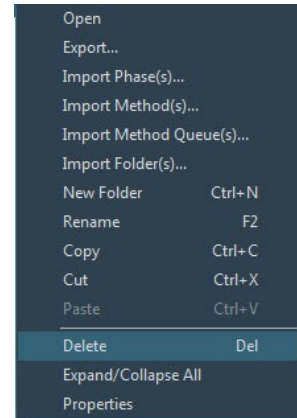 Open
Export...
Import Phase(s)...
Import Method(s)...
Import Method Queue(s)...
Import Folder(s)...
New Folder Ctrl+N
Rename F2
Copy Ctrl+C
Cut Ctrl+X
Paste Ctrl+V
Delete Del
Expand/Collapse All
Properties